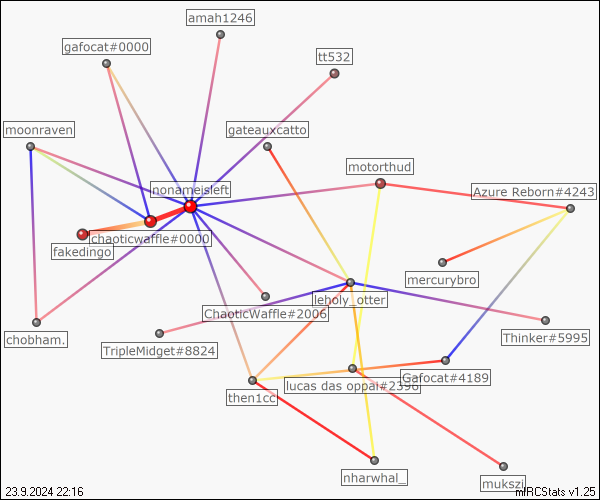 amah1246
gafocat#0000
tt532
moonraven
gateauxcatto
motorthud
nonameisleft
Azure Reborn#4243
chaoticwaffle#0000
fakedingo
mercurybro
ChaoticWaffle#2006
leholy_otter
chobham.
Thinker#5995
TripleMidget#8824
Gafocat#4189
lucas das oppai#2398
then1cc
nharwhal_
mukszi
23.9.2024 22:16
mIRCStats v1.25